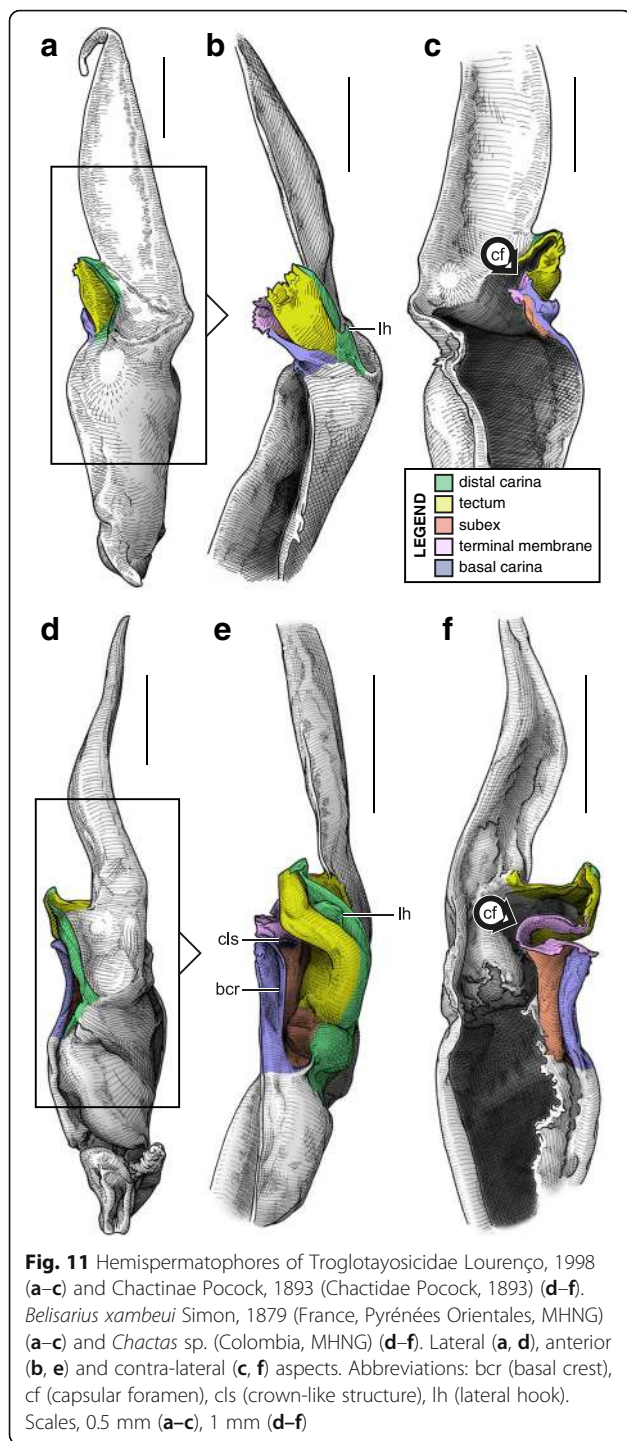 a
b
c
cf
lh
LEGEND
distal carina
tectum
subex
terminal membrane
basal carina
d
e
f
cf
lh
cls
bcr
Fig. 11 Hemispermatophores of Troglotayosicidae Lourenço, 1998
(a–c) and Chactinae Pocock, 1893 (Chactidae Pocock, 1893) (d–f).
Belisarius xambeui Simon, 1879 (France, Pyrénées Orientales, MHNG)
(a–c) and Chactas sp. (Colombia, MHNG) (d–f). Lateral (a, d), anterior
(b, e) and contra-lateral (c, f) aspects. Abbreviations: bcr (basal crest),
cf (capsular foramen), cls (crown-like structure), lh (lateral hook).
Scales, 0.5 mm (a–c), 1 mm (d–f)